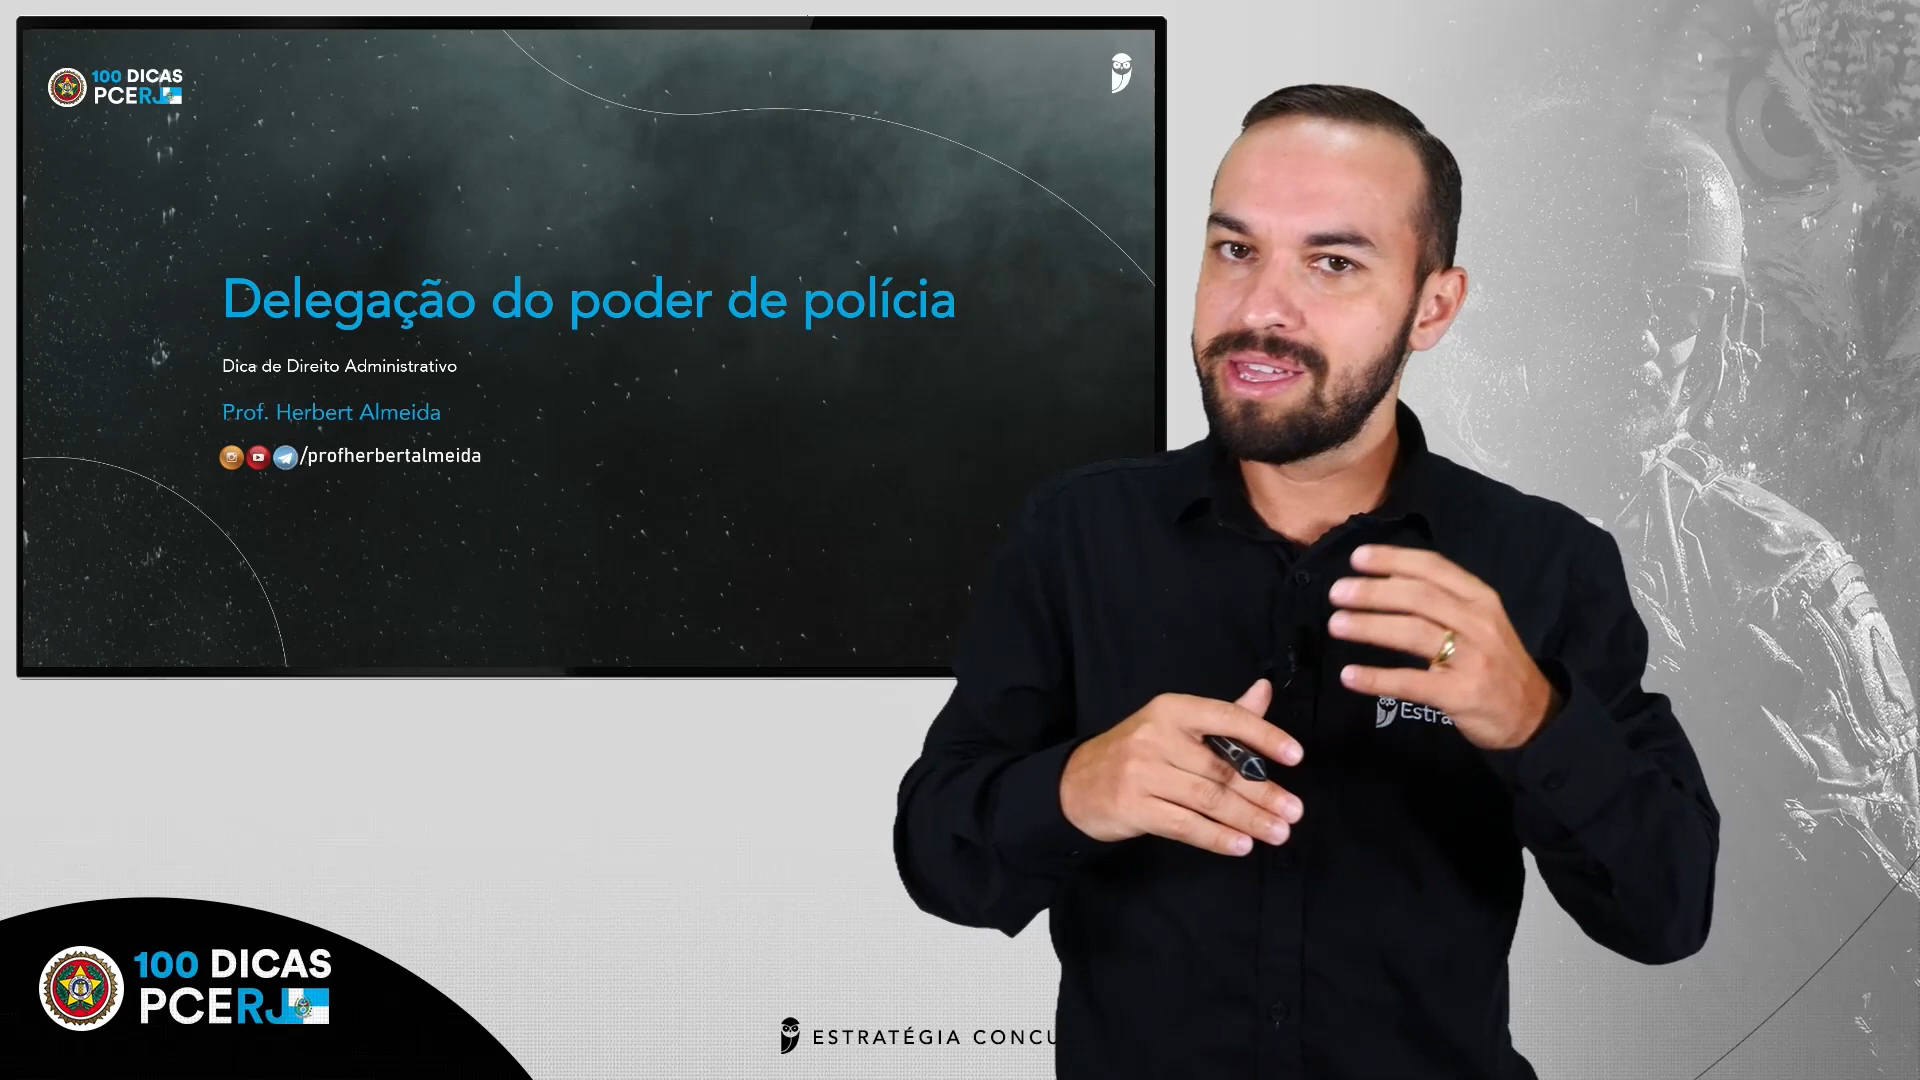 100 DICAS
PCERJ
Delegação do poder de polícia
Dica de Direito Administrativo
Prof. Herbert Almeida
/profherbertalmeida
Estra
100 DICAS
PCERJ
ESTRATÉGIA CONCU